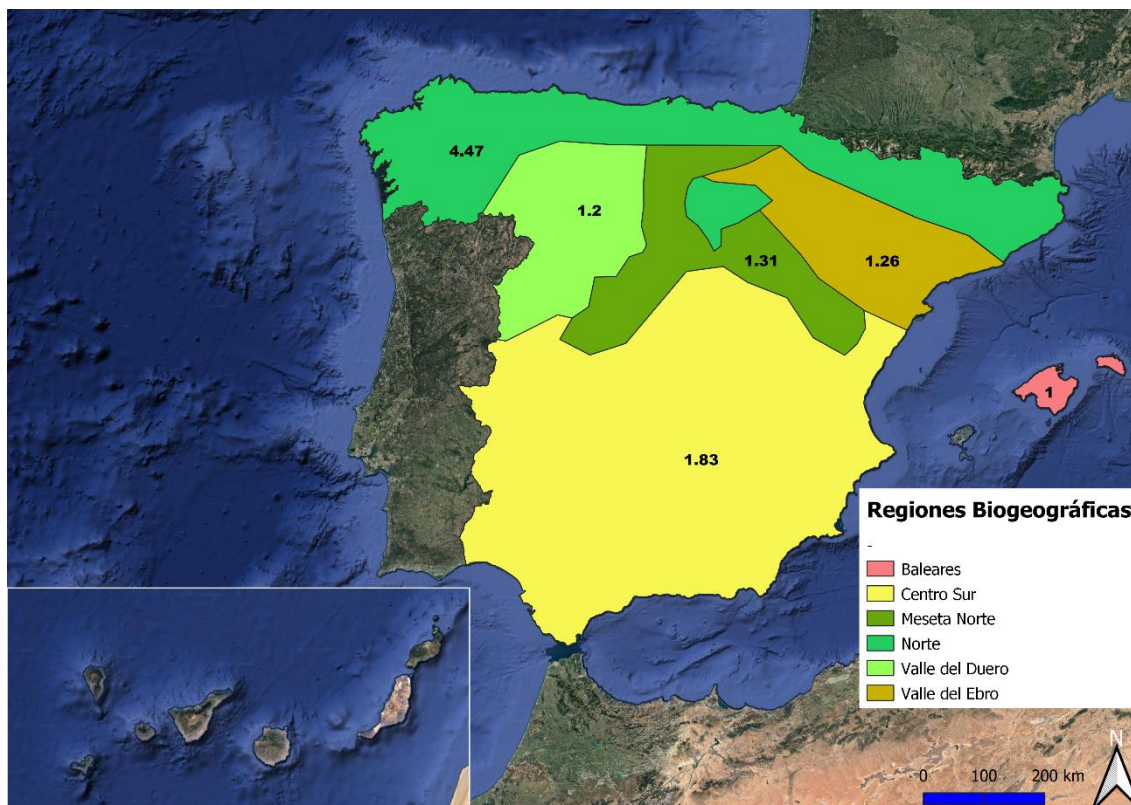 4.47
1.2
1.31
1.26
1
1.83
Regiones Biogeográficas
-
Baleares
Centro Sur
Meseta Norte
Norte
Valle del Duero
Valle del Ebro
N
0 100 200 km